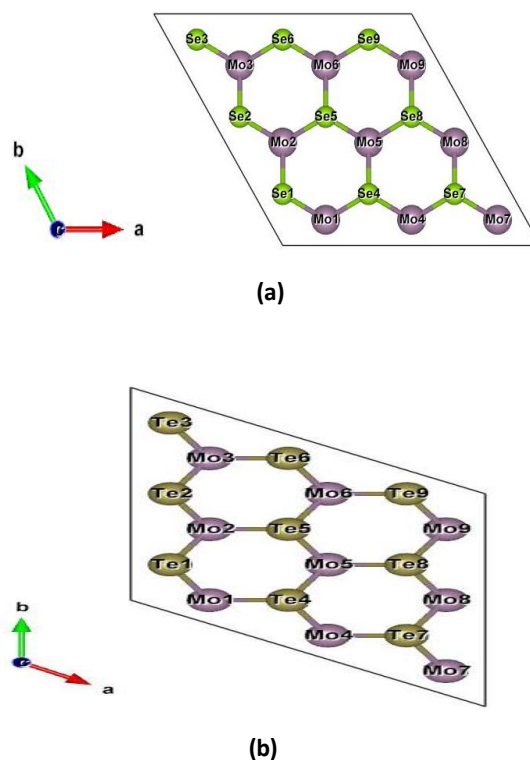 Se3 Se6 Se9
Mo3 Mo6 Mo9
Se2 Se5 Se8
Mo2 Mo5 Mo8
Se1 Se4 Se7
Mo1 Mo4 Mo7
b
a
(a)
Te3
Mo3 Te6
Te2 Mo6 Te9
Mo2 Te5 Mo9
Te1 Mo5 Te8
Mo1 Te4 Mo8
Mo4 Te7
Mo7
b
a
(b)